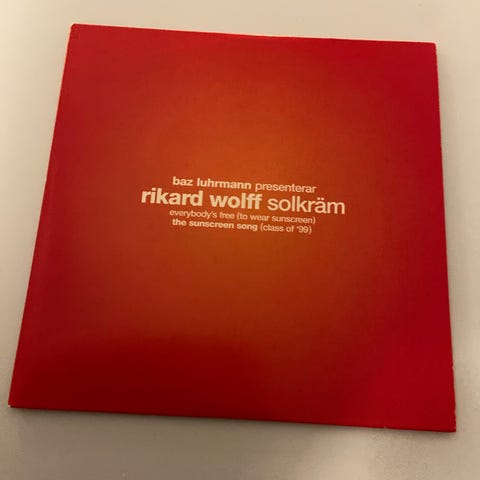 baz luhrmann presenterar
rikard wolff solkräm
everybody's free (to wear sunscreen)
the sunscreen song (class of '99)